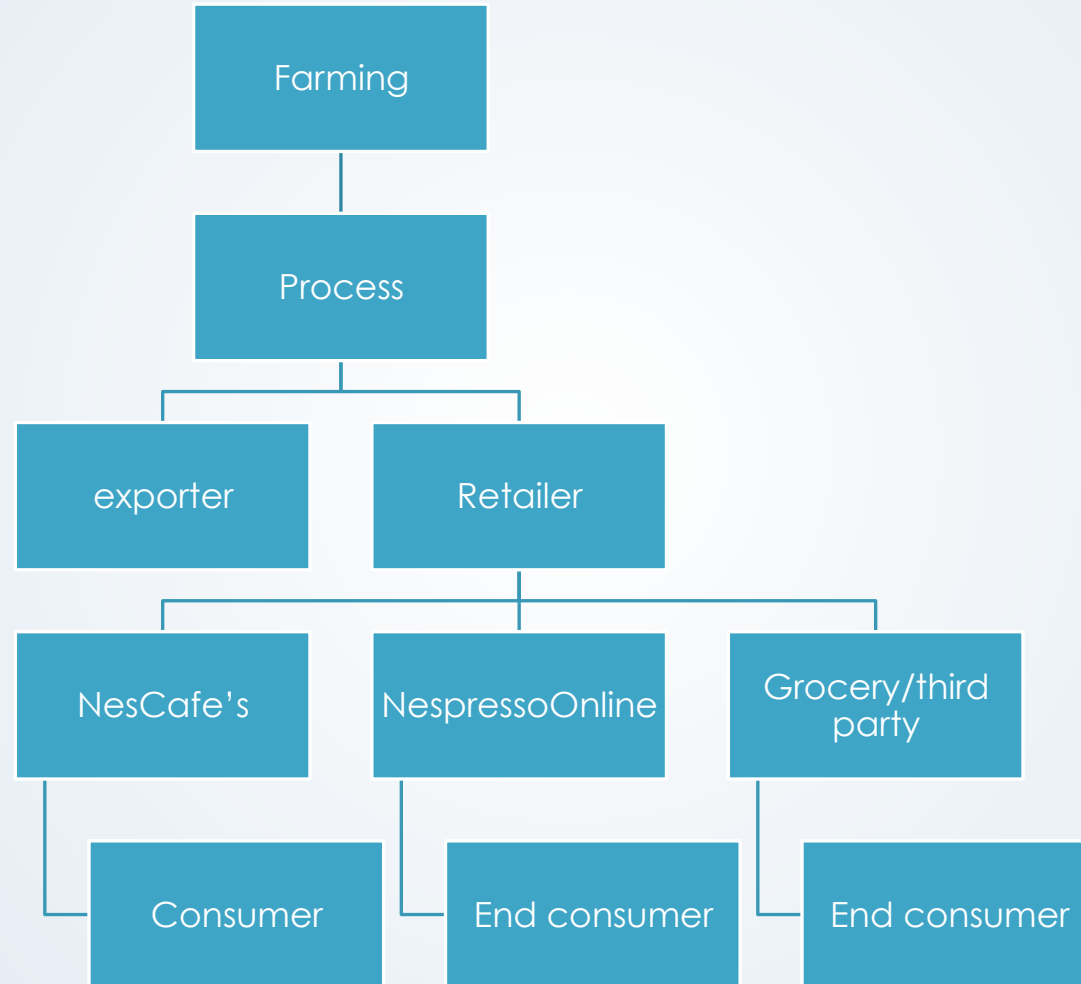 Farming
Process
exporter
Retailer
NesCafe’s
NespressoOnline
Grocery/third
party
Consumer
End consumer
End consumer